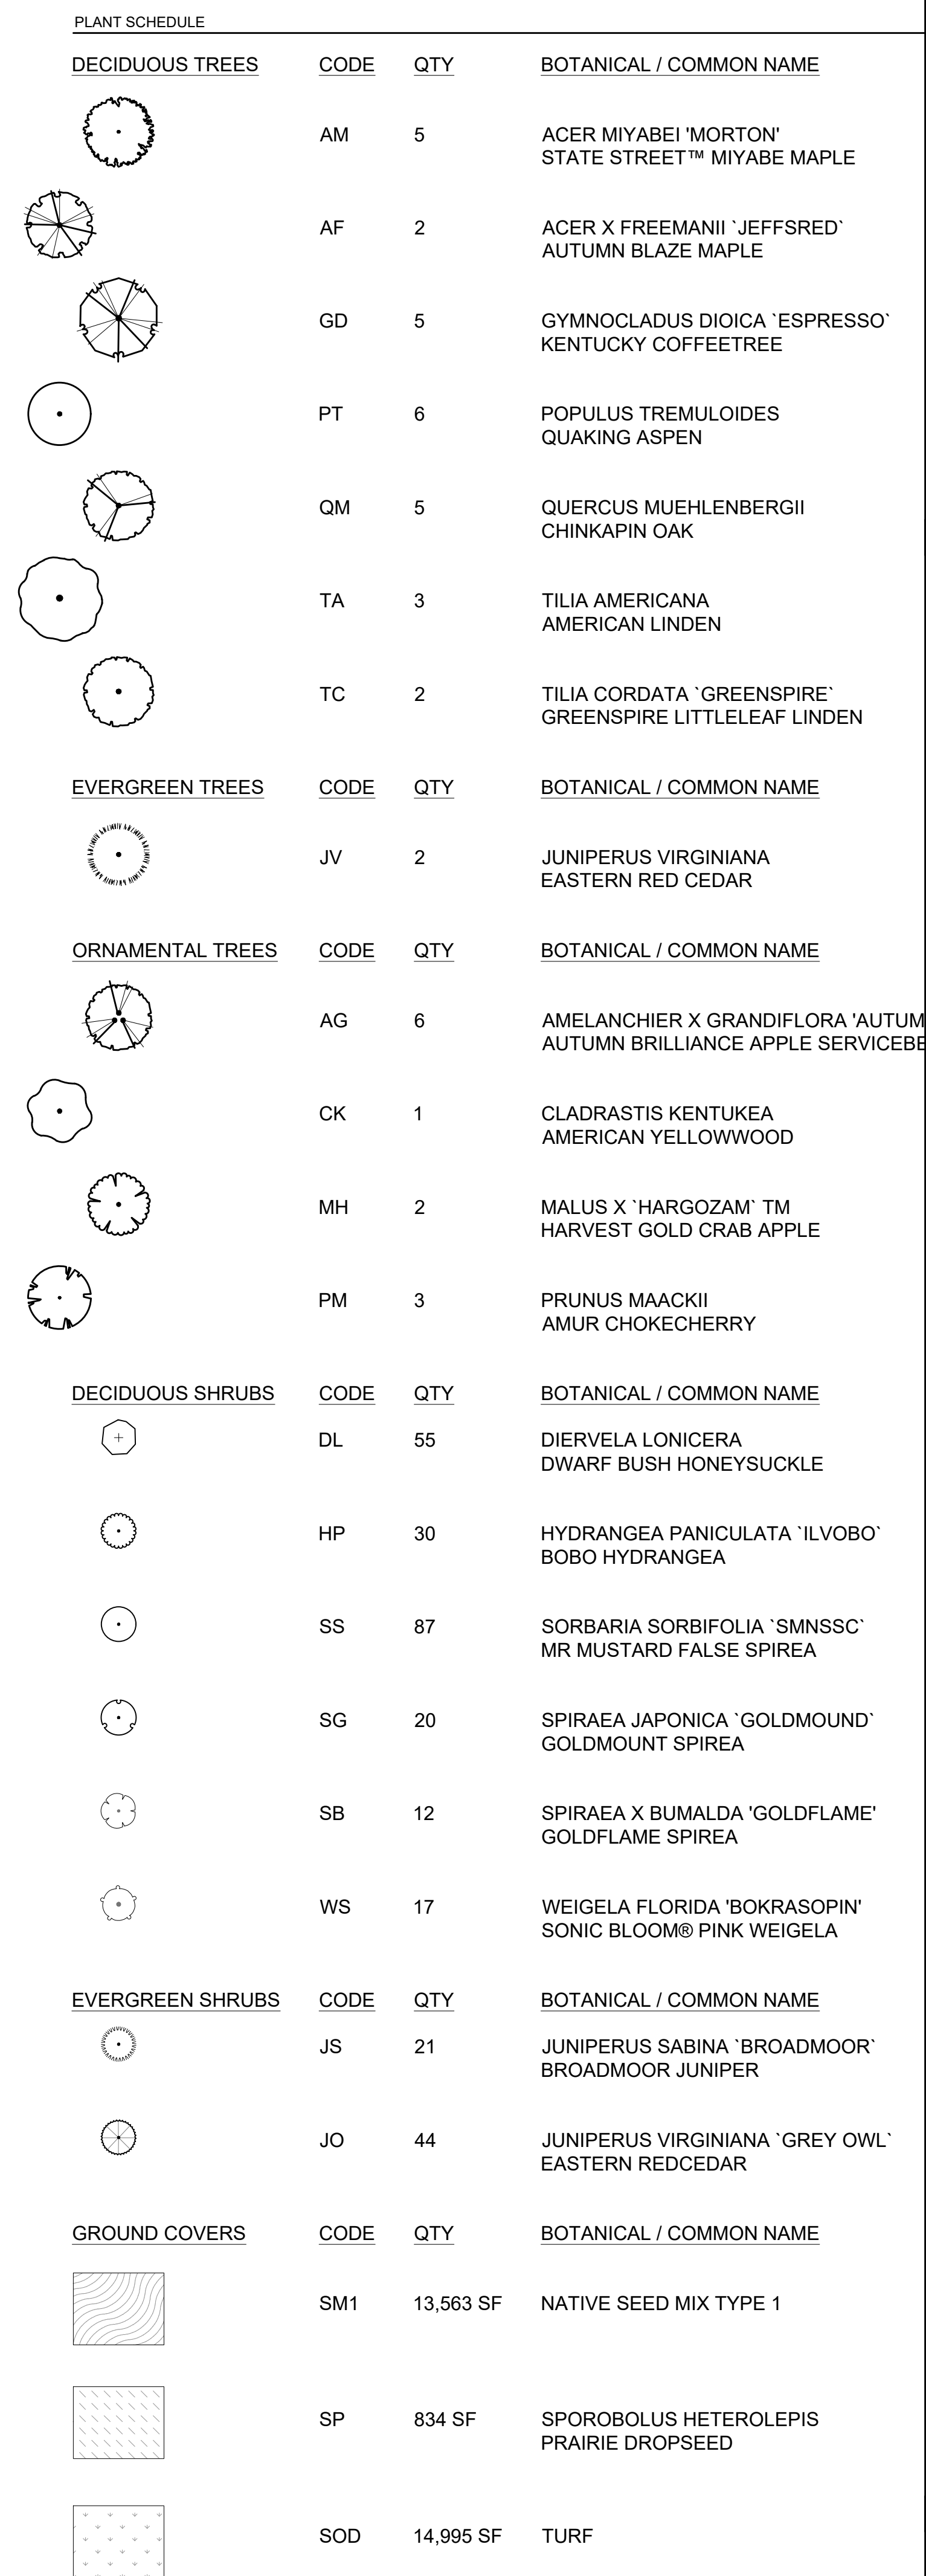 PLANT SCHEDULE
DECIDUOUS TREES CODE QTY BOTANICAL / COMMON NAME
AM 5 ACER MIYABEI 'MORTON'
STATE STREET™ MIYABE MAPLE
AF 2 ACER X FREEMANII `JEFFSRED`
AUTUMN BLAZE MAPLE
GD 5 GYMNOCLADUS DIOICA `ESPRESSO`
KENTUCKY COFFEETREE
PT 6 POPULUS TREMULOIDES
QUAKING ASPEN
QM 5 QUERCUS MUEHLENBERGII
CHINKAPIN OAK
TA 3 TILIA AMERICANA
AMERICAN LINDEN
TC 2 TILIA CORDATA `GREENSPIRE`
GREENSPIRE LITTLELEAF LINDEN
EVERGREEN TREES CODE QTY BOTANICAL / COMMON NAME
JV 2 JUNIPERUS VIRGINIANA
EASTERN RED CEDAR
ORNAMENTAL TREES CODE QTY BOTANICAL / COMMON NAME
AG 6 AMELANCHIER X GRANDIFLORA 'AUTUM
AUTUMN BRILLIANCE APPLE SERVICEBE
CK 1 CLADRASTIS KENTUKEA
AMERICAN YELLOWWOOD
MH 2 MALUS X `HARGOZAM` TM
HARVEST GOLD CRAB APPLE
PM 3 PRUNUS MAACKII
AMUR CHOKECHERRY
DECIDUOUS SHRUBS CODE QTY BOTANICAL / COMMON NAME
DL 55 DIERVELA LONICERA
DWARF BUSH HONEYSUCKLE
HP 30 HYDRANGEA PANICULATA `ILVOBO`
BOBO HYDRANGEA
SS 87 SORBARIA SORBIFOLIA `SMNSSC`
MR MUSTARD FALSE SPIREA
SG 20 SPIRAEA JAPONICA `GOLDMOUND`
GOLDMOUNT SPIREA
SB 12 SPIRAEA X BUMALDA 'GOLDFLAME'
GOLDFLAME SPIREA
WS 17 WEIGELA FLORIDA 'BOKRASOPIN'
SONIC BLOOM® PINK WEIGELA
EVERGREEN SHRUBS CODE QTY BOTANICAL / COMMON NAME
JS 21 JUNIPERUS SABINA `BROADMOOR`
BROADMOOR JUNIPER
JO 44 JUNIPERUS VIRGINIANA `GREY OWL`
EASTERN REDCEDAR
GROUND COVERS CODE QTY BOTANICAL / COMMON NAME
SM1 13,563 SF NATIVE SEED MIX TYPE 1
SP 834 SF SPOROBOLUS HETEROLEPIS
PRAIRIE DROPSEED
SOD 14,995 SF TURF